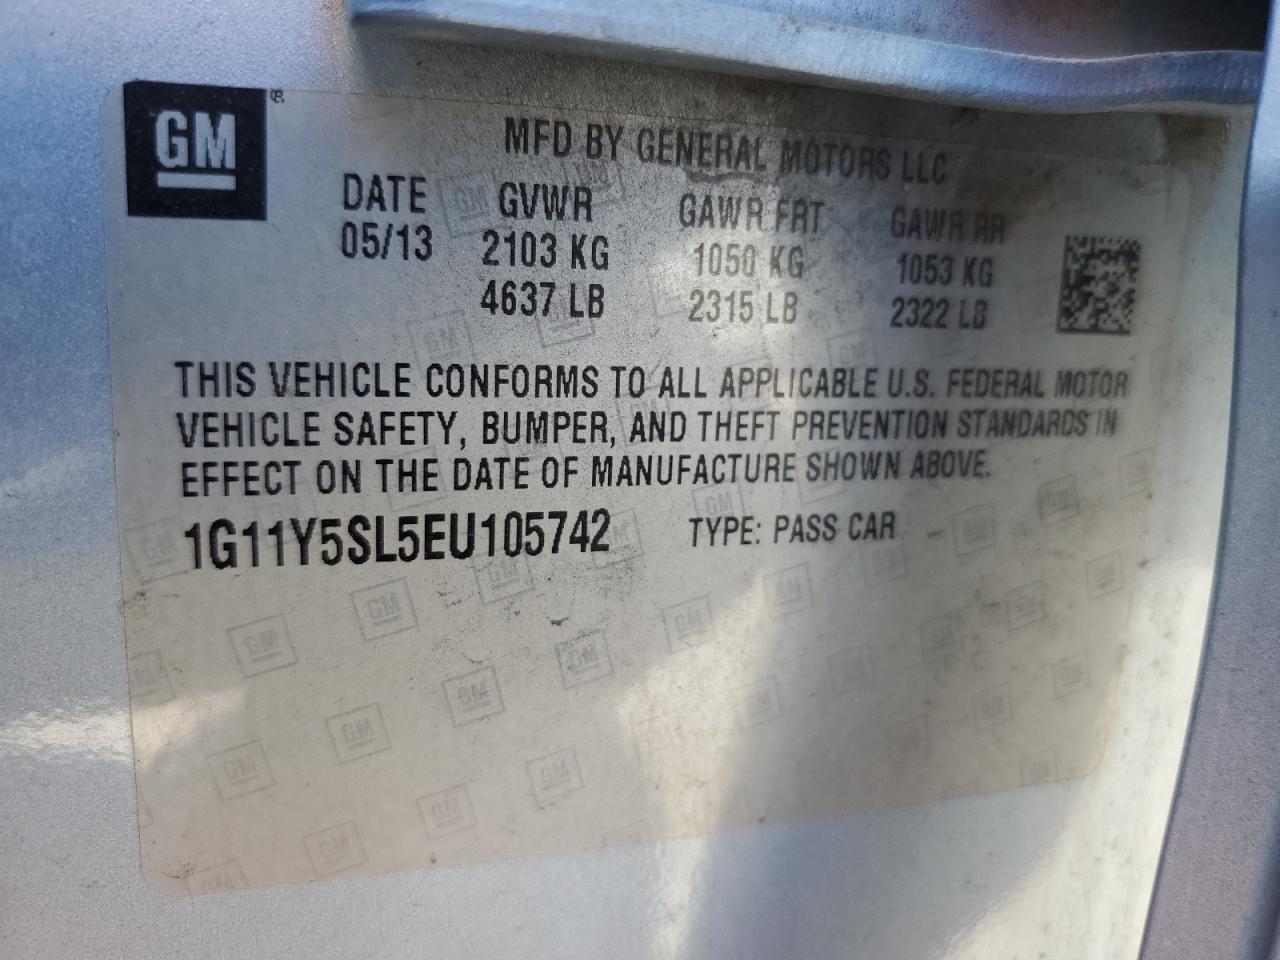 GM
MFD BY GENERAL MOTORS LLC
DATE GVWR GAWR FRT GAWR RR
05/13 2103 KG 1050 KG 1053 KG
4637 LB 2315 LB 2322 LB
THIS VEHICLE CONFORMS TO ALL APPLICABLE U.S. FEDERAL MOTOR
VEHICLE SAFETY, BUMPER, AND THEFT PREVENTION STANDARDS IN
EFFECT ON THE DATE OF MANUFACTURE SHOWN ABOVE.
1G11Y5SL5EU105742 TYPE: PASS CAR